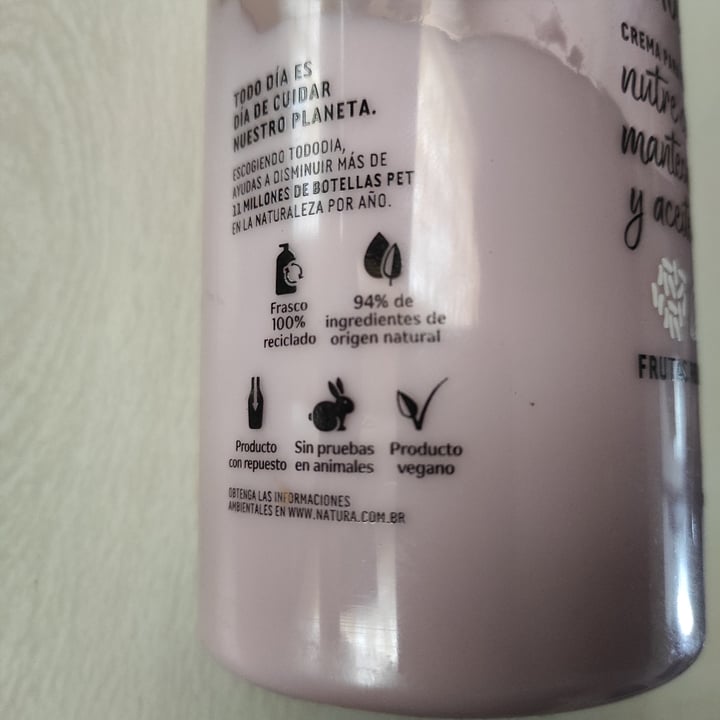 TODO DÍA ES
DÍA DE CUIDAR
NUESTRO PLANETA.
ESCOGIENDO TODODIA,
AYUDAS A DISMINUIR MÁS DE
11 MILLONES DE BOTELLAS PET
EN LA NATURALEZA POR AÑO.
Frasco
100%
reciclado
94% de
ingredientes de
origen natural
Producto
con repuesto
Sin pruebas
en animales
Producto
vegano
OBTENGA LAS INFORMACIONES
AMBIENTALES EN WWW.NATURA.COM.BR
CREMA
y